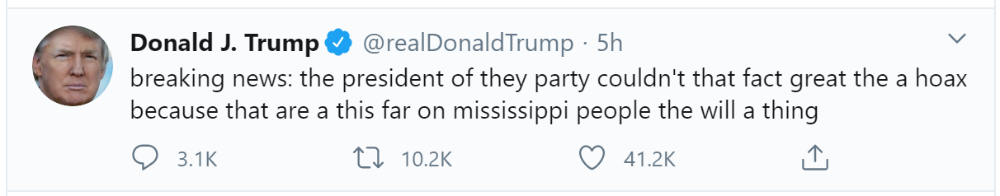 Donald J. Trump @realDonaldTrump · 5h
breaking news: the president of they party couldn't that fact great the a hoax
because that are a this far on mississippi people the will a thing
3.1K 10.2K 41.2K